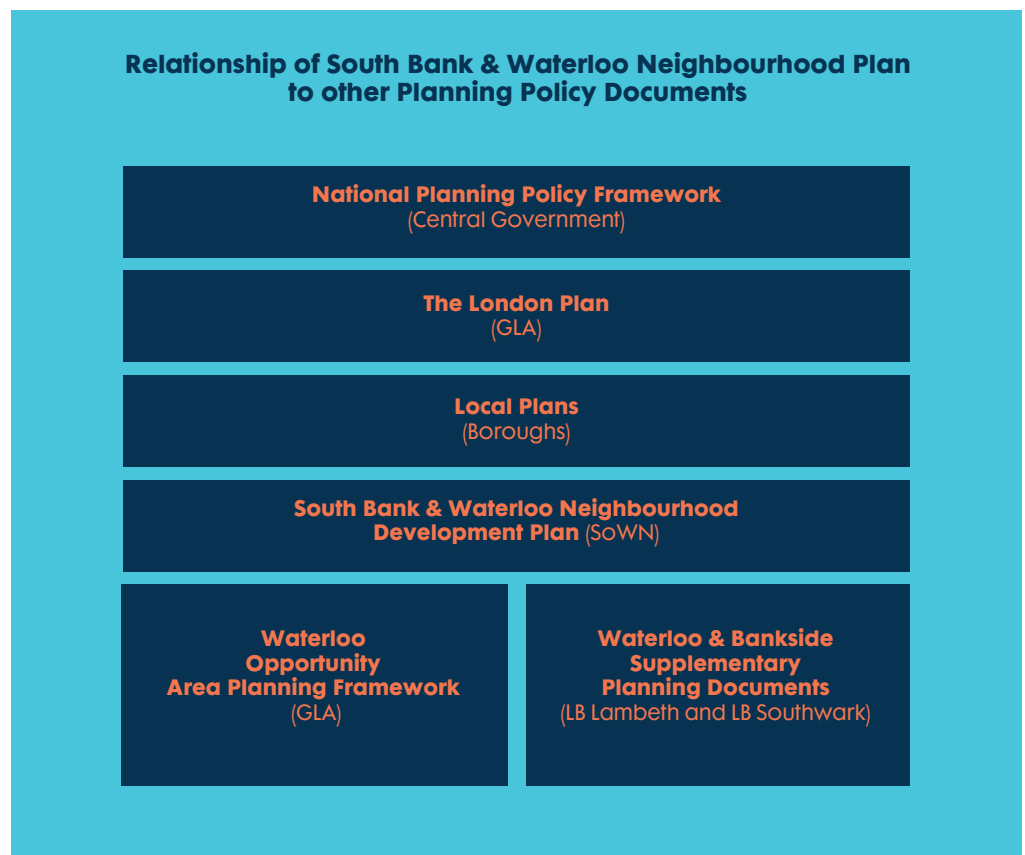 Relationship of South Bank & Waterloo Neighbourhood Plan
to other Planning Policy Documents
National Planning Policy Framework
(Central Government)
The London Plan
(GLA)
Local Plans
(Boroughs)
South Bank & Waterloo Neighbourhood
Development Plan (SoWN)
Waterloo
Opportunity
Area Planning Framework
(GLA)
Waterloo & Bankside
Supplementary
Planning Documents
(LB Lambeth and LB Southwark)